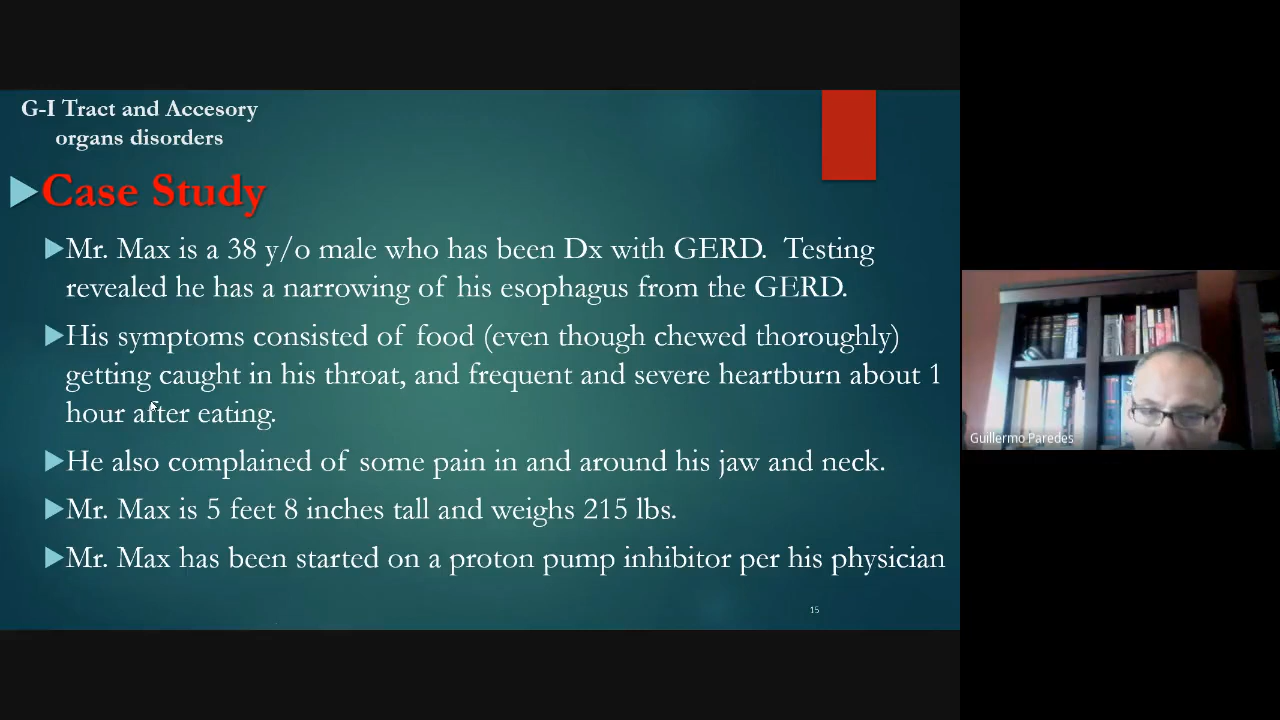 G-I Tract and Accesory
organs disorders
Case Study
Mr. Max is a 38 y/o male who has been Dx with GERD. Testing
revealed he has a narrowing of his esophagus from the GERD.
His symptoms consisted of food (even though chewed thoroughly)
getting caught in his throat, and frequent and severe heartburn about 1
hour after eating.
He also complained of some pain in and around his jaw and neck.
Mr. Max is 5 feet 8 inches tall and weighs 215 lbs.
Mr. Max has been started on a proton pump inhibitor per his physician
15
Guillermo Paredes